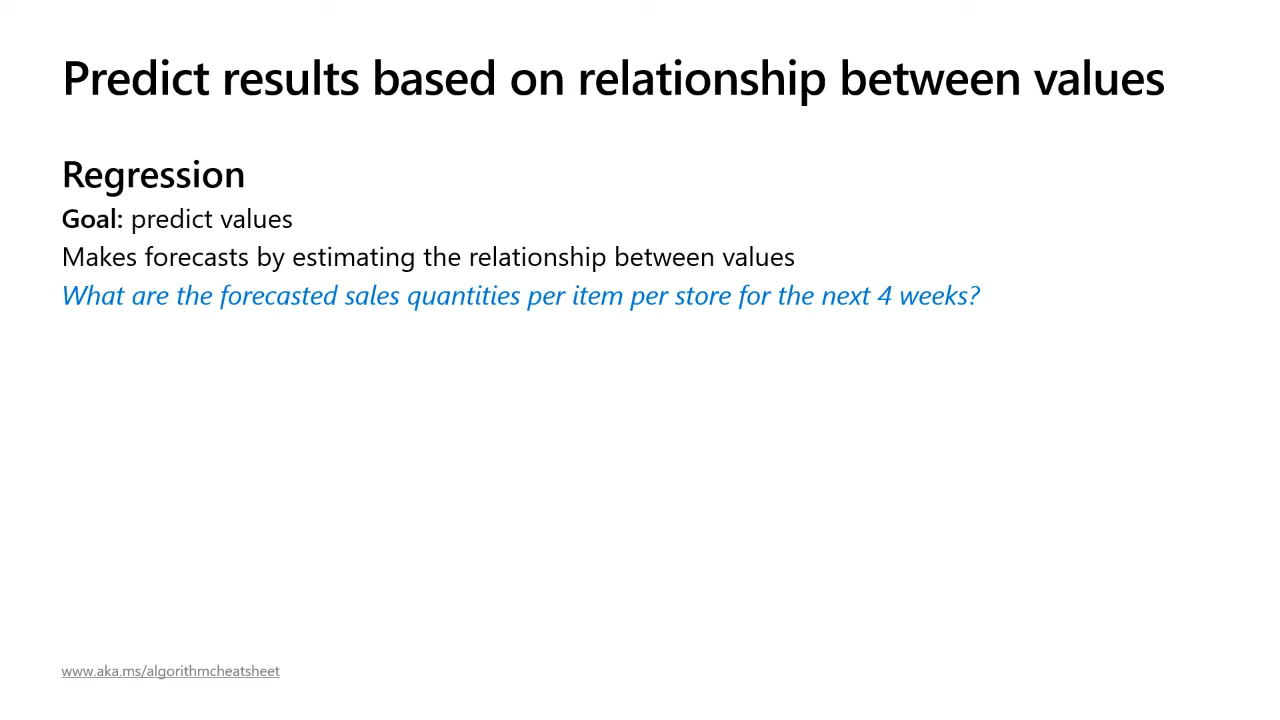 Predict results based on relationship between values
Regression
Goal: predict values
Makes forecasts by estimating the relationship between values
What are the forecasted sales quantities per item per store for the next 4 weeks?
www.aka.ms/algorithmcheatsheet